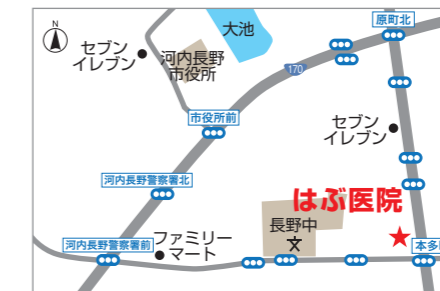 N
大池
原町北
セブン
イレブン
河内長野
市役所
170
市役所前
セブン
イレブン
河内長野警察署北
はぶ医院
長野中
河内長野警察署前
ファミリー
マート
本多町